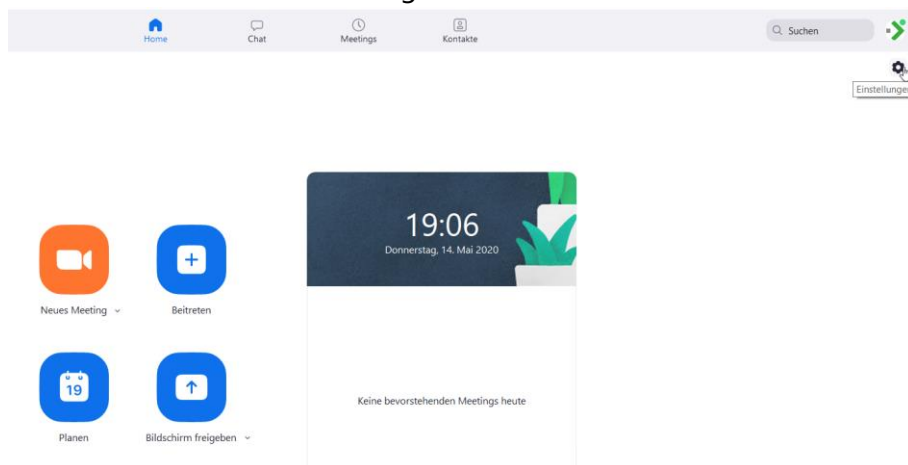 Home
Chat
Meetings
Kontakte
Suchen
Einstellunge
19:06
Donnerstag, 14. Mai 2020
Neues Meeting
Beitreten
19
Planen
Bildschirm freigeben
Keine bevorstehenden Meetings heute